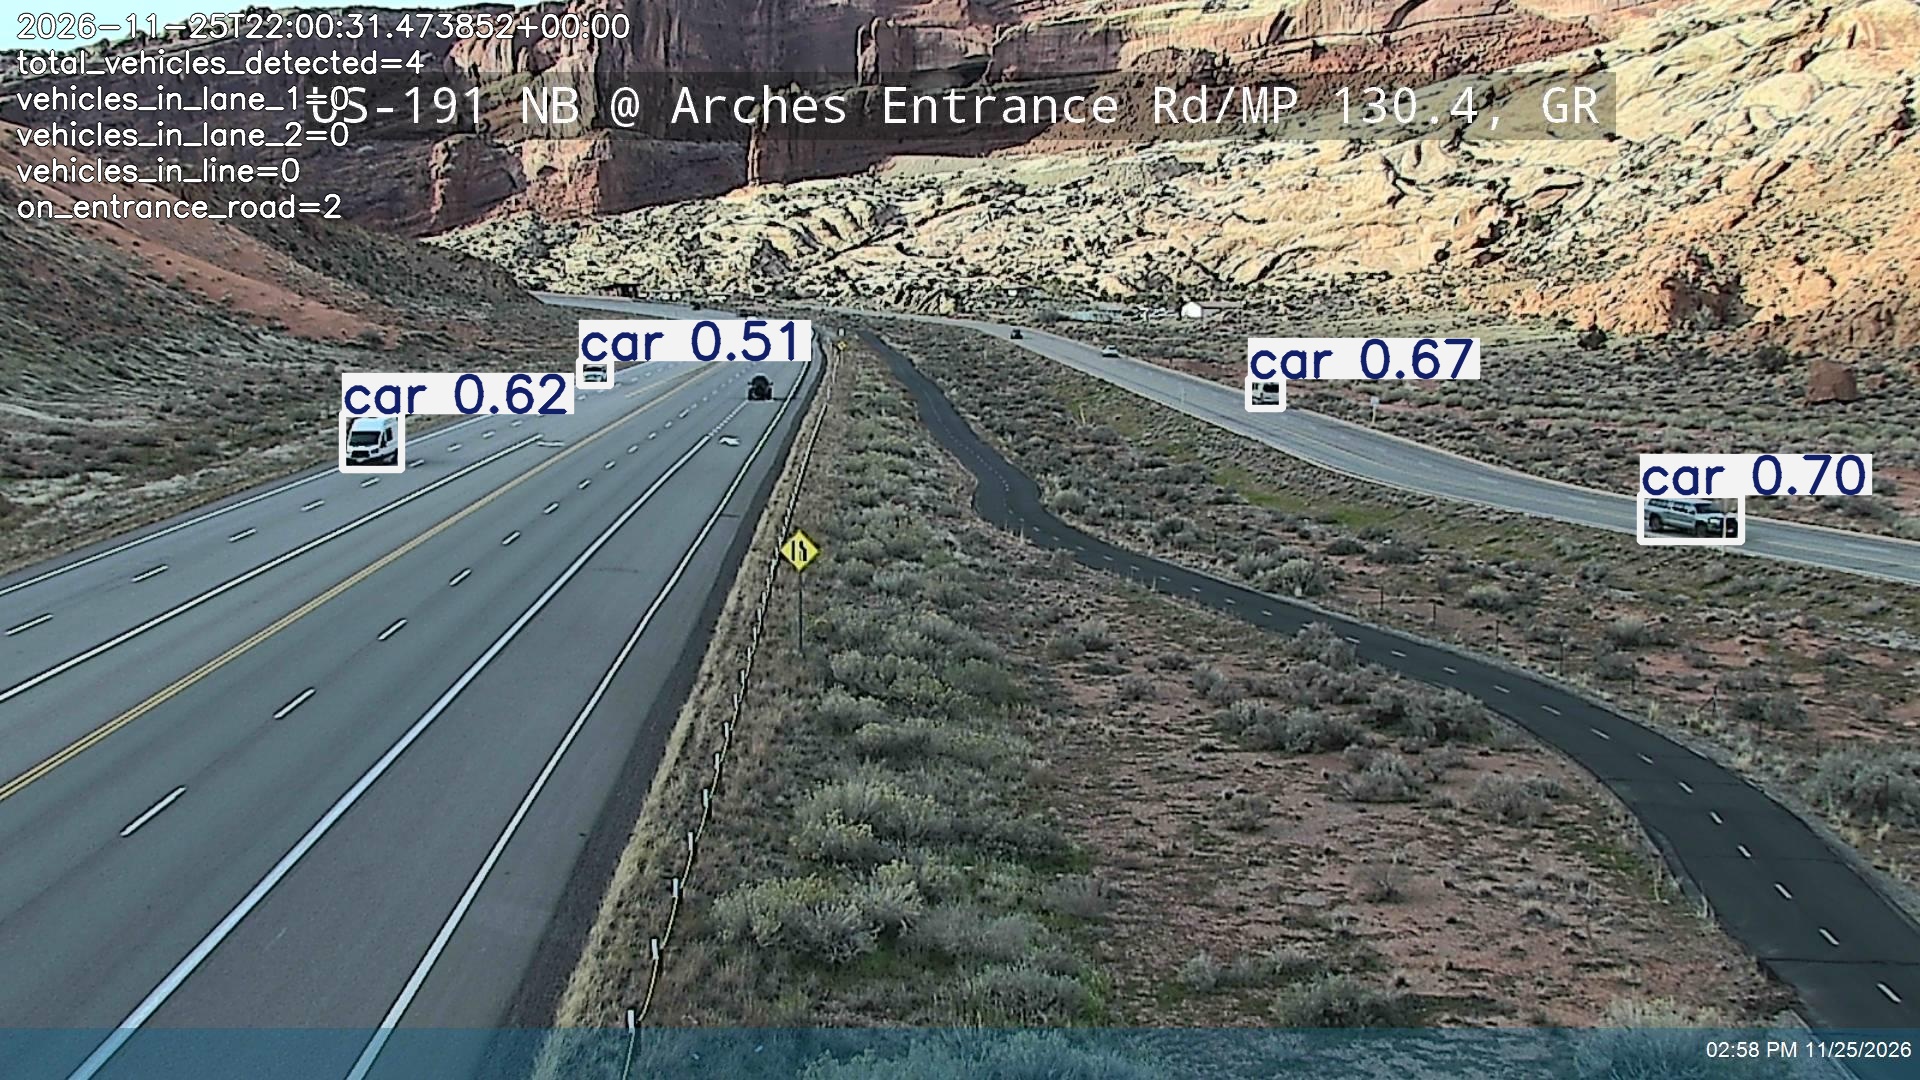 2026-11-25T22:00:31.473852+00:00
total_vehicles_detected=4
vehicles_in_lane_1=0
US-191 NB @ Arches Entrance Rd/MP 130.4, GR
vehicles_in_lane_2=0
vehicles_in_line=0
on_entrance_road=2
car 0.51
car 0.67
car 0.62
car 0.70
02:58 PM 11/25/2026